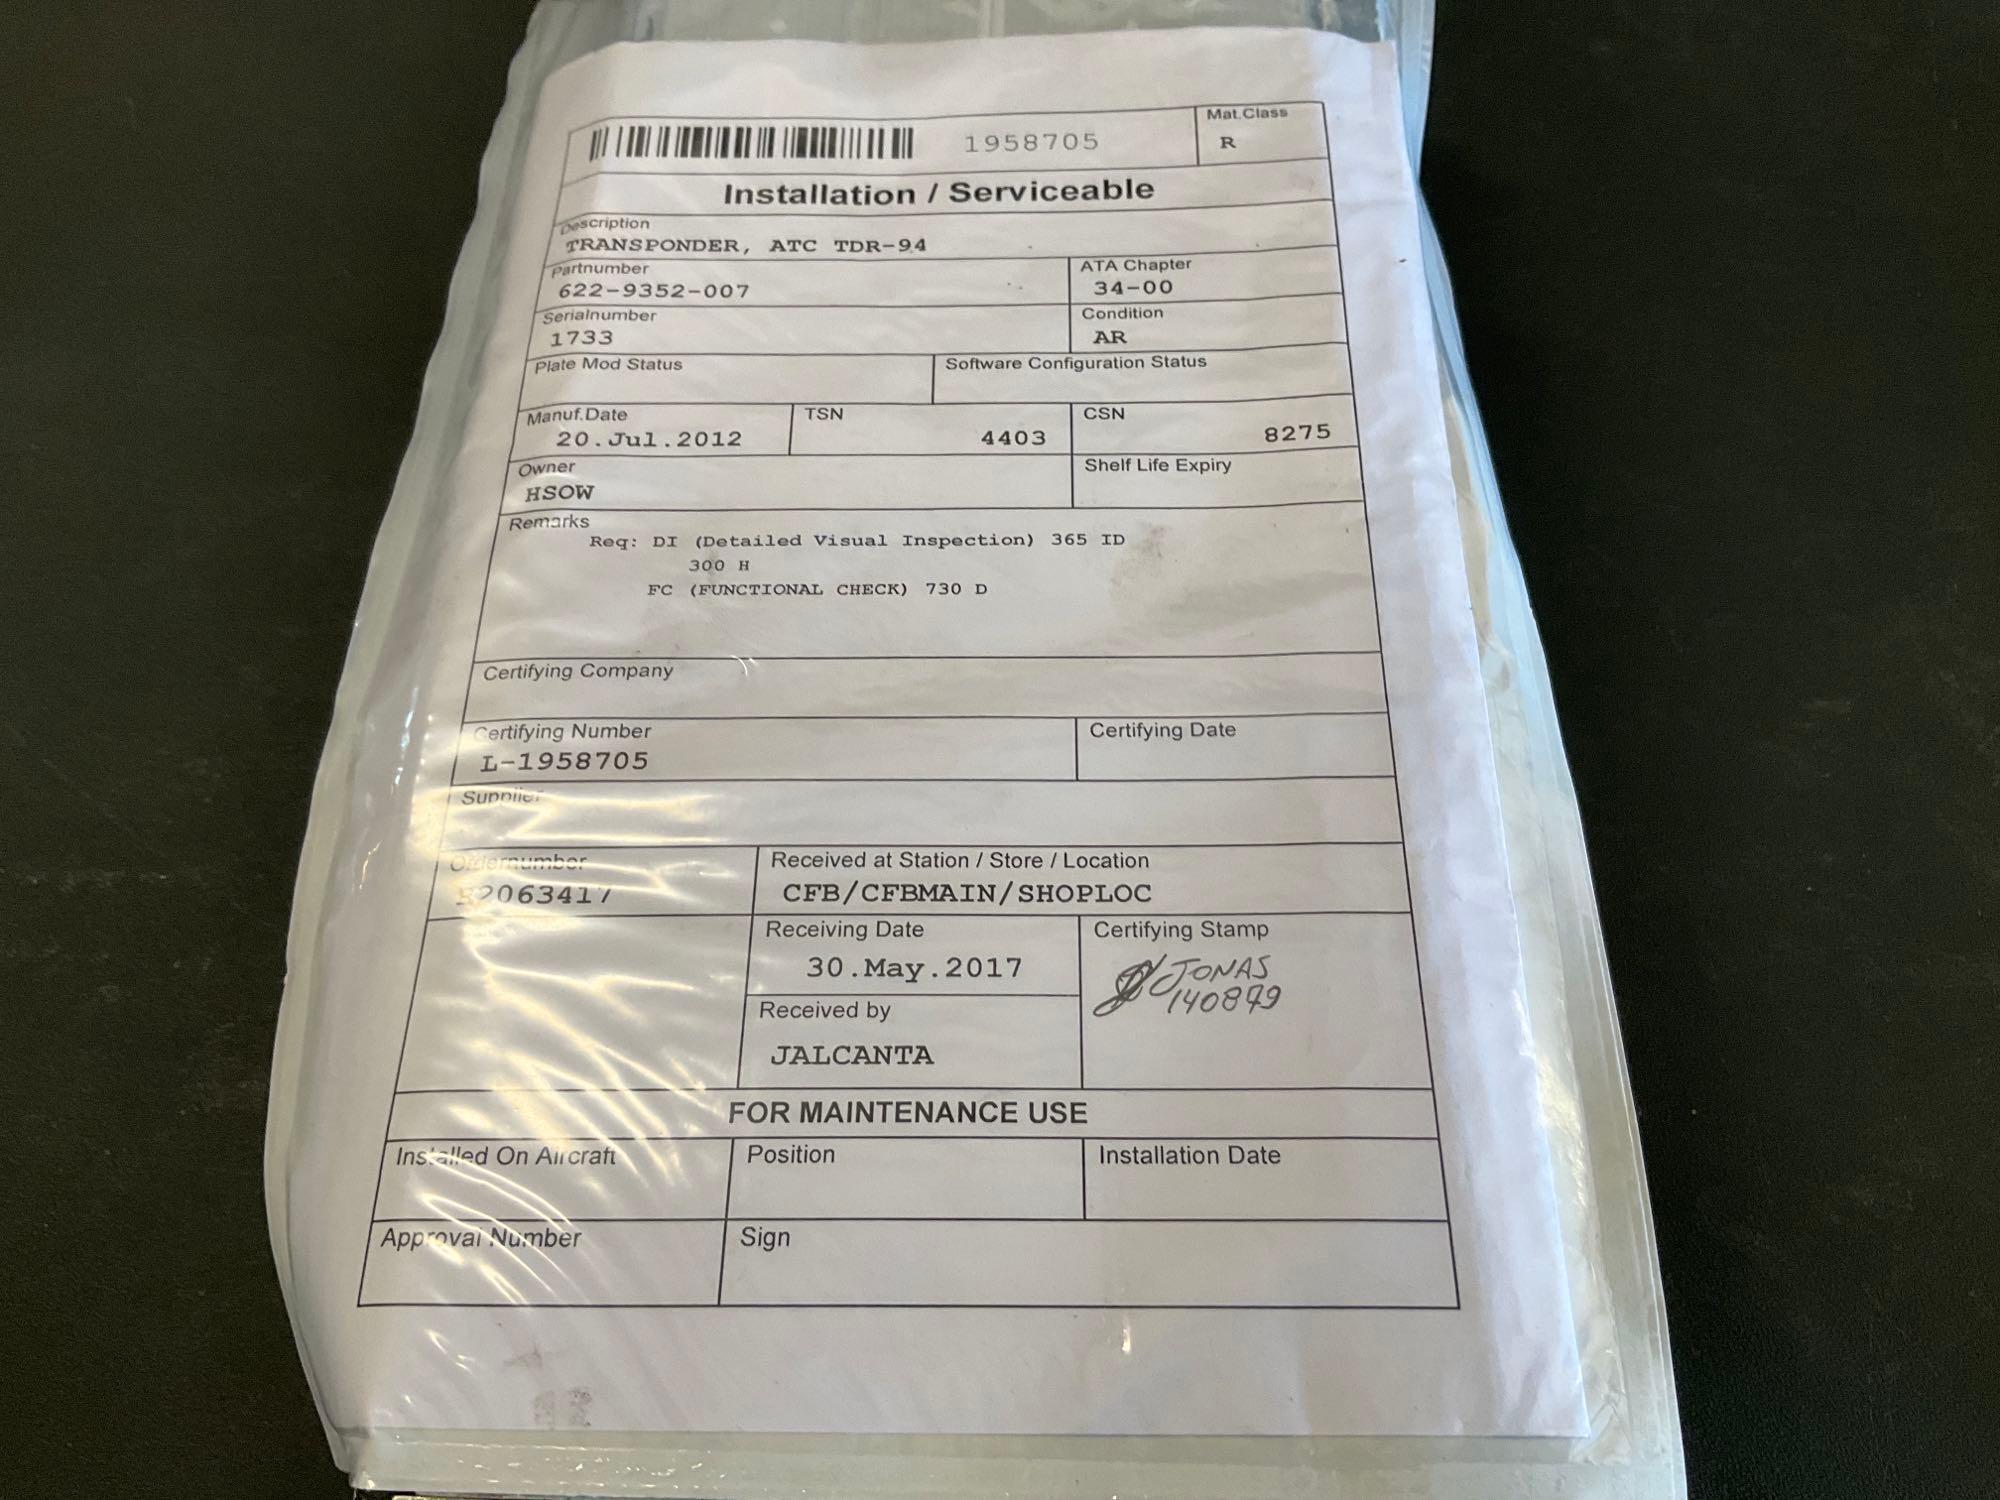 Mat.Class
1958705
R
Installation / Serviceable
Description
TRANSPONDER, ATC TDR-94
Partnumber
622-9352-007
ATA Chapter
34-00
Serialnumber
1733
Condition
AR
Plate Mod Status
Software Configuration Status
Manuf.Date
20.Jul.2012
TSN
4403
CSN
8275
Owner
HSOW
Shelf Life Expiry
Remarks
Req: DI (Detailed Visual Inspection) 365 ID
300 H
FC (FUNCTIONAL CHECK) 730 D
Certifying Company
Certifying Number
L-1958705
Certifying Date
Supplier
Ordernumber
Received at Station / Store / Location
CFB/CFBMAIN/SHOPLOC
Receiving Date
30.May.2017
Certifying Stamp
JONAS
140879
Received by
JALCANTA
FOR MAINTENANCE USE
Installed On Aircraft
Position
Installation Date
Approval Number
Sign